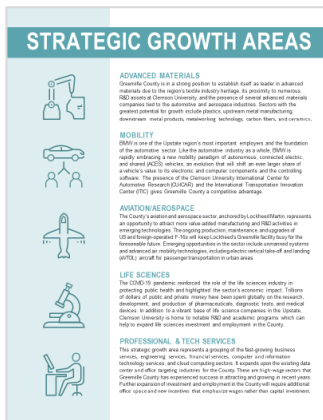 STRATEGIC GROWTH AREAS
ADVANCED MATERIALS
Greenville County is in a strong position to establish itself as leader in advanced
materials due to the region's textile industry heritage, its proximity to numerous
R&D assets at Clemson University, and the presence of several advanced materials
companies tied to the automotive and aerospace industries. Sectors with the
greatest potential for growth include plastics, upstream metal manufacturing,
downstream metal products, metalworking technology, carbon fibers, and ceramics.
MOBILITY
BMW is one of the Upstate region's most important employers and the foundation
of the automotive sector. Like the automotive industry as a whole, BMW is
rapidly embracing a new mobility paradigm of autonomous, connected, electric,
and shared (ACES) vehicles, an evolution that will shift an ever larger share of
a vehicle's value to its electronic and computer components and the controlling
software. The presence of the Clemson University International Center for
Automotive Research (CU-ICAR) and the International Transportation Innovation
Center (ITIC) gives Greenville County a competitive advantage.
AVIATION/AEROSPACE
The County's aviation and aerospace sector, anchored by Lockheed Martin, represents
an opportunity to attract more value-added manufacturing and R&D activities in
emerging technologies. The ongoing production, maintenance, and upgrades of
US and foreign-operated F-16s will keep Lockheed's Greenville facility busy for the
foreseeable future. Emerging opportunities in the sector include unmanned systems
and advanced air mobility technologies, including electric vertical take-off and landing
(eVTOL) aircraft for passenger transportation in urban areas.
LIFE SCIENCES
The COVID-19 pandemic reinforced the role of the life sciences industry in
protecting public health and highlighted the sector's economic impact. Trillions
of dollars of public and private money have been spent globally on the research,
development, and production of pharmaceuticals, diagnostic tests, and medical
devices. In addition to a vibrant base of life science companies in the Upstate,
Clemson University is home to notable R&D and academic programs which can
help to expand life sciences investment and employment in the County.
PROFESSIONAL & TECH SERVICES
This strategic growth area represents a grouping of the fast-growing business
services, engineering services, financial services, computer and information
technology services, and cloud computing sectors. It expands upon the existing data
center and office targeting industries for the County. These are high-wage sectors that
Greenville County has experienced success in attracting and growing in recent years.
Further expansion of investment and employment in the County will require additional
office space and new incentives that emphasize wages rather than capital investment.